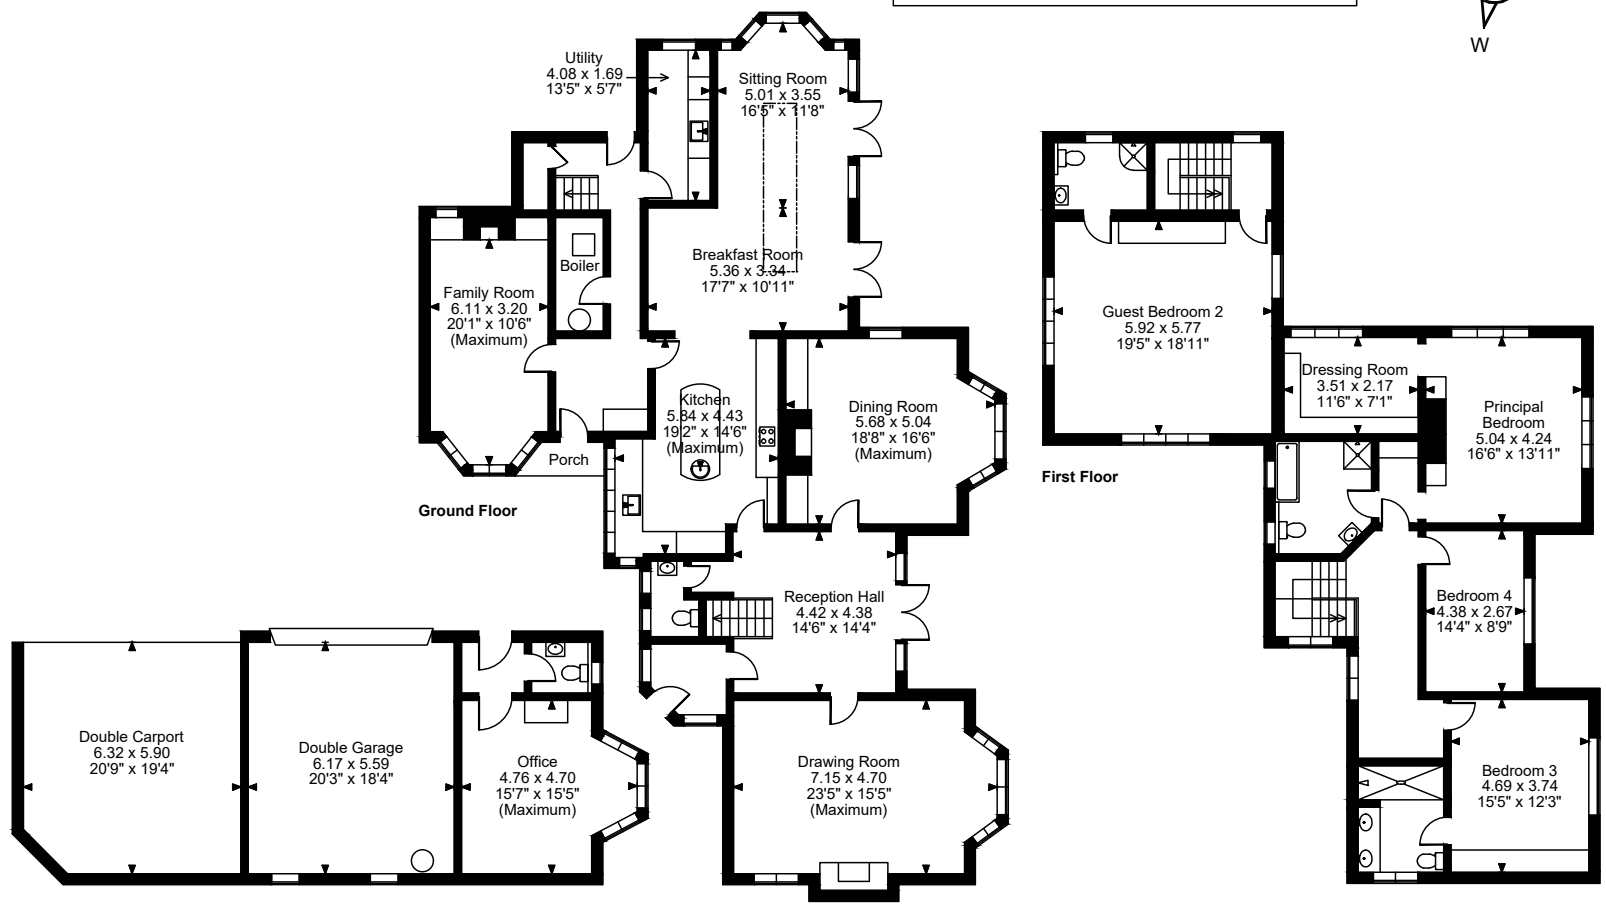 W
Utility
4.08 x 1.69
13'5" x 5'7"
Sitting Room
5.01 x 3.55
16'5" x 11'8"
Boiler
Breakfast Room
5.36 x 3.34
17'7" x 10'11"
Family Room
6.11 x 3.20
20'1" x 10'6"
(Maximum)
Kitchen
5.84 x 4.43
19'2" x 14'6"
(Maximum)
Dining Room
5.68 x 5.04
18'8" x 16'6"
(Maximum)
Porch
Ground Floor
Reception Hall
4.42 x 4.38
14'6" x 14'4"
Double Carport
6.32 x 5.90
20'9" x 19'4"
Double Garage
6.17 x 5.59
20'3" x 18'4"
Office
4.76 x 4.70
15'7" x 15'5"
(Maximum)
Drawing Room
7.15 x 4.70
23'5" x 15'5"
(Maximum)
Guest Bedroom 2
5.92 x 5.77
19'5" x 18'11"
Dressing Room
3.51 x 2.17
11'6" x 7'1"
Principal
Bedroom
5.04 x 4.24
16'6" x 13'11"
First Floor
Bedroom 4
4.38 x 2.67
14'4" x 8'9"
Bedroom 3
4.69 x 3.74
15'5" x 12'3"